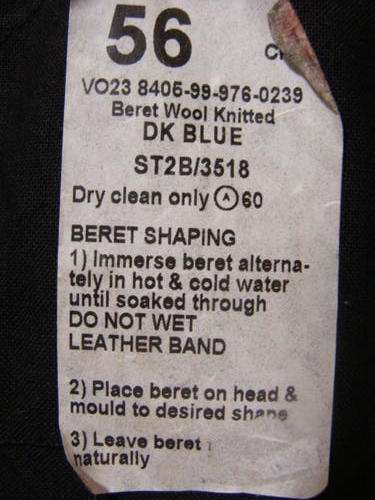 56
VO23 8405-99-976-0239
Beret Wool Knitted
DK BLUE
ST2B/3518
Dry clean only Ⓐ 60
BERET SHAPING
1) Immerse beret alterna-
tely in hot & cold water
until soaked through
DO NOT WET
LEATHER BAND
2) Place beret on head &
mould to desired shape
3) Leave beret
naturally